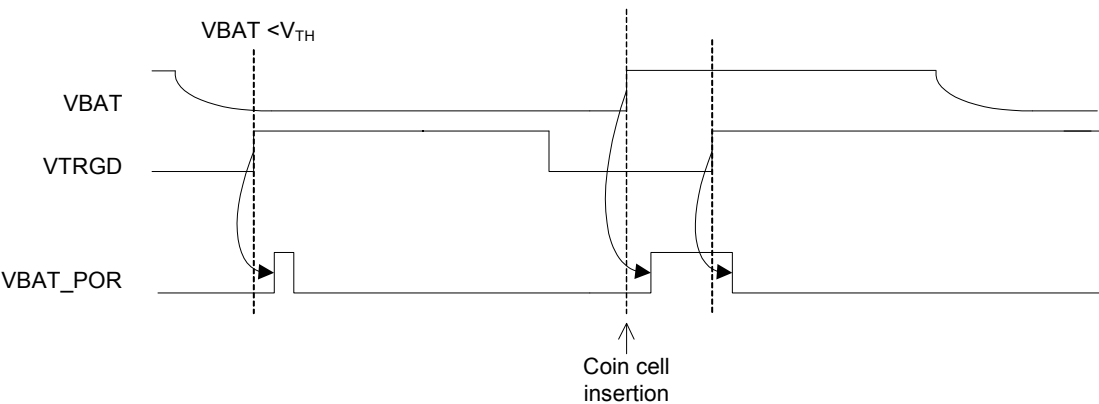 VBAT <VTH
VBAT
VTRGD
VBAT_POR
Coin cell
insertion